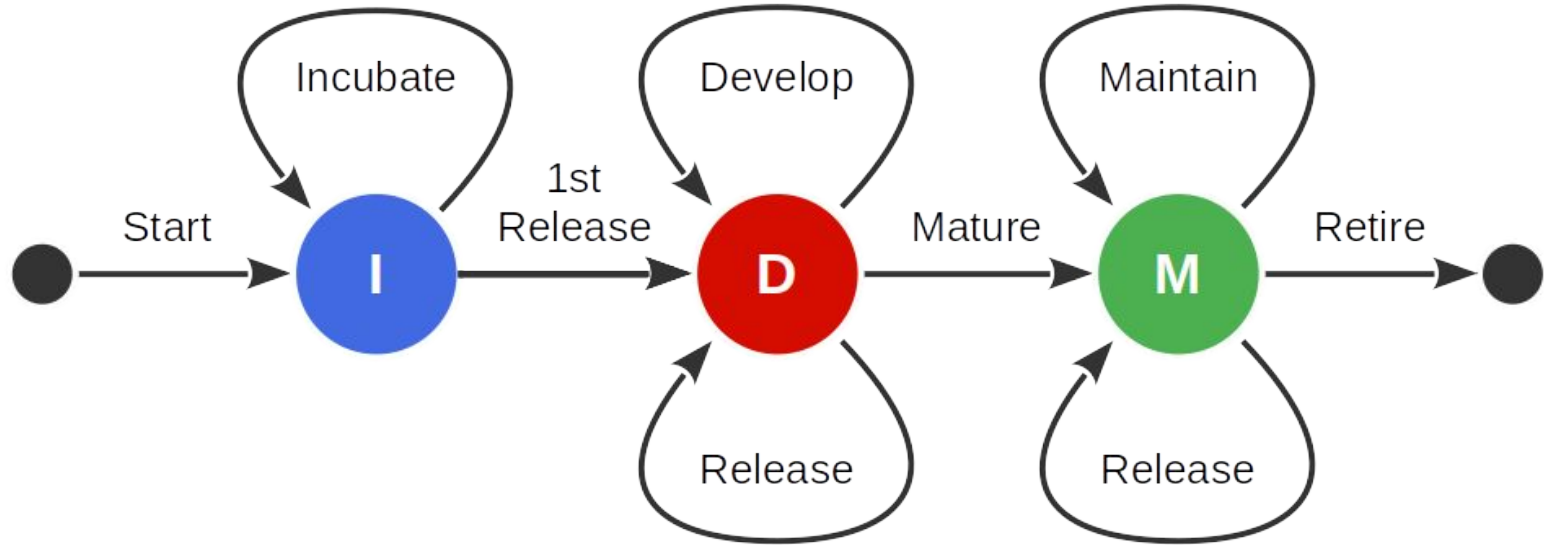 Incubate
Develop
Maintain
1st
Start
Release
Mature
Retire
I
D
M
Release
Release